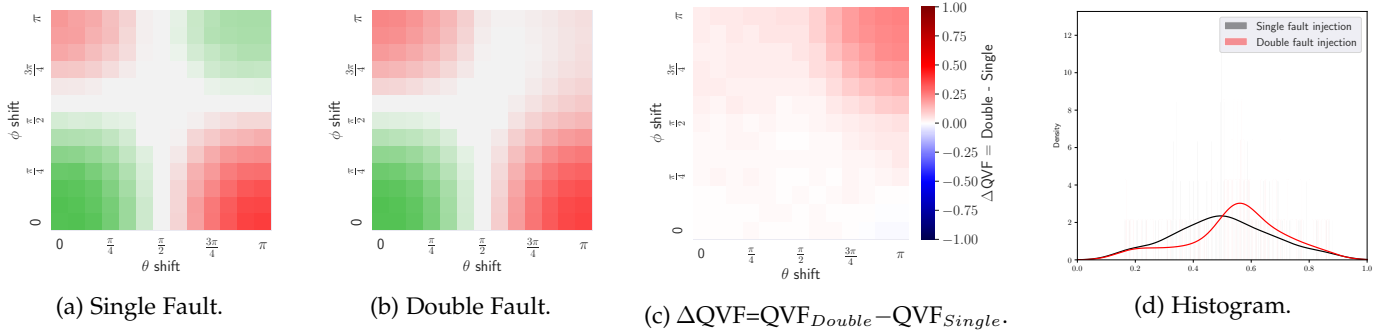 π
3π/4
π/2
π/4
0
ϕ shift
0
π/4
π/2
3π/4
π
θ shift
(a) Single Fault.
π
3π/4
π/2
π/4
0
ϕ shift
0
π/4
π/2
3π/4
π
θ shift
(b) Double Fault.
π
3π/4
π/2
π/4
0
ϕ shift
0
π/4
π/2
3π/4
π
θ shift
1.00
0.75
0.50
0.25
0.00
−0.25
−0.50
−0.75
−1.00
ΔQVF = Double - Single
(c) ΔQVF=QVF_Double−QVF_Single.
Single fault injection
Double fault injection
12
10
8
6
4
2
0
Density
0.0 0.2 0.4 0.6 0.8 1.0
(d) Histogram.